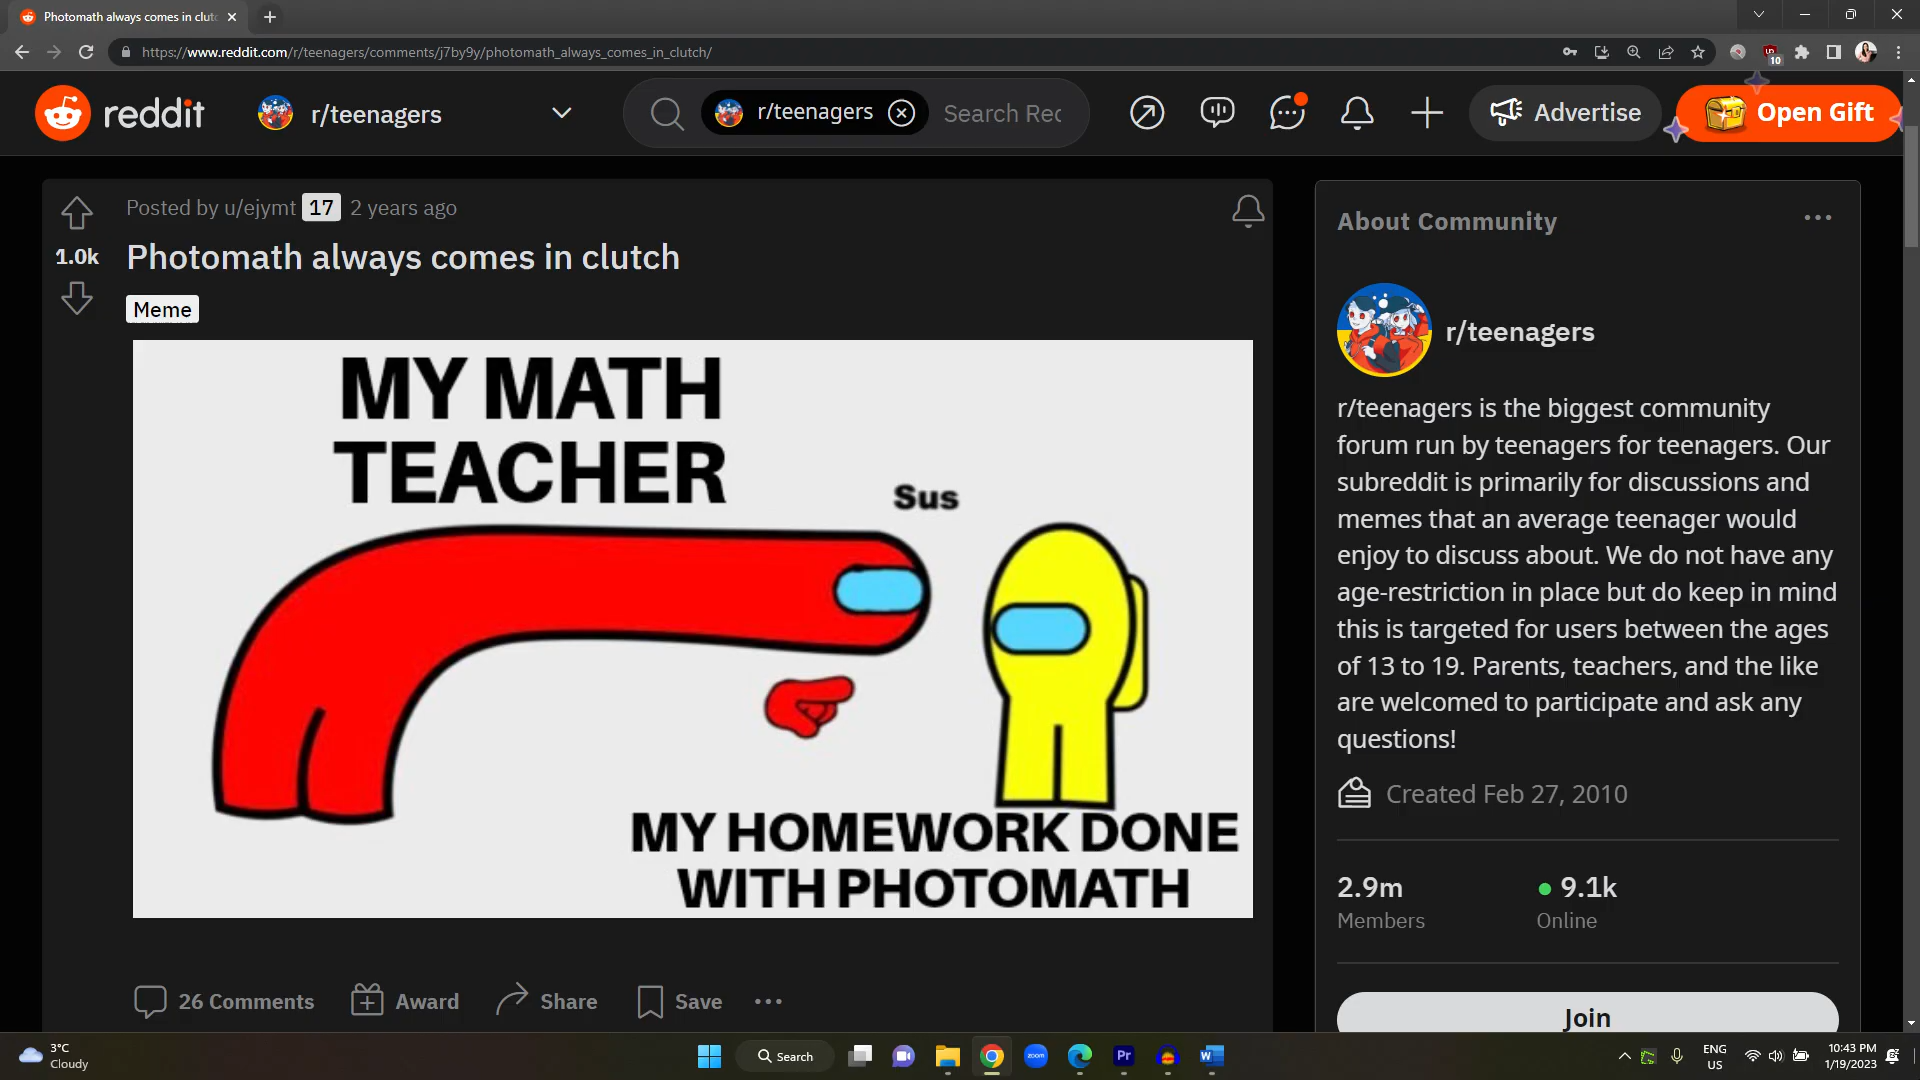 Photomath always comes in clut
https://www.reddit.com/r/teenagers/comments/j7by9y/photomath_always_comes_in_clutch/
10
reddit
r/teenagers
r/teenagers
Search Rec
Advertise
Open Gift
Posted by u/ejymt 17 2 years ago
1.0k
Photomath always comes in clutch
Meme
MY MATH
TEACHER
Sus
MY HOMEWORK DONE
WITH PHOTOMATH
26 Comments
Award
Share
Save
About Community
r/teenagers
r/teenagers is the biggest community
forum run by teenagers for teenagers. Our
subreddit is primarily for discussions and
memes that an average teenager would
enjoy to discuss about. We do not have any
age-restriction in place but do keep in mind
this is targeted for users between the ages
of 13 to 19. Parents, teachers, and the like
are welcomed to participate and ask any
questions!
Created Feb 27, 2010
2.9m
Members
9.1k
Online
Join
3°C
Cloudy
Search
zoom
Pr
ENG
US
10:43 PM
1/19/2023